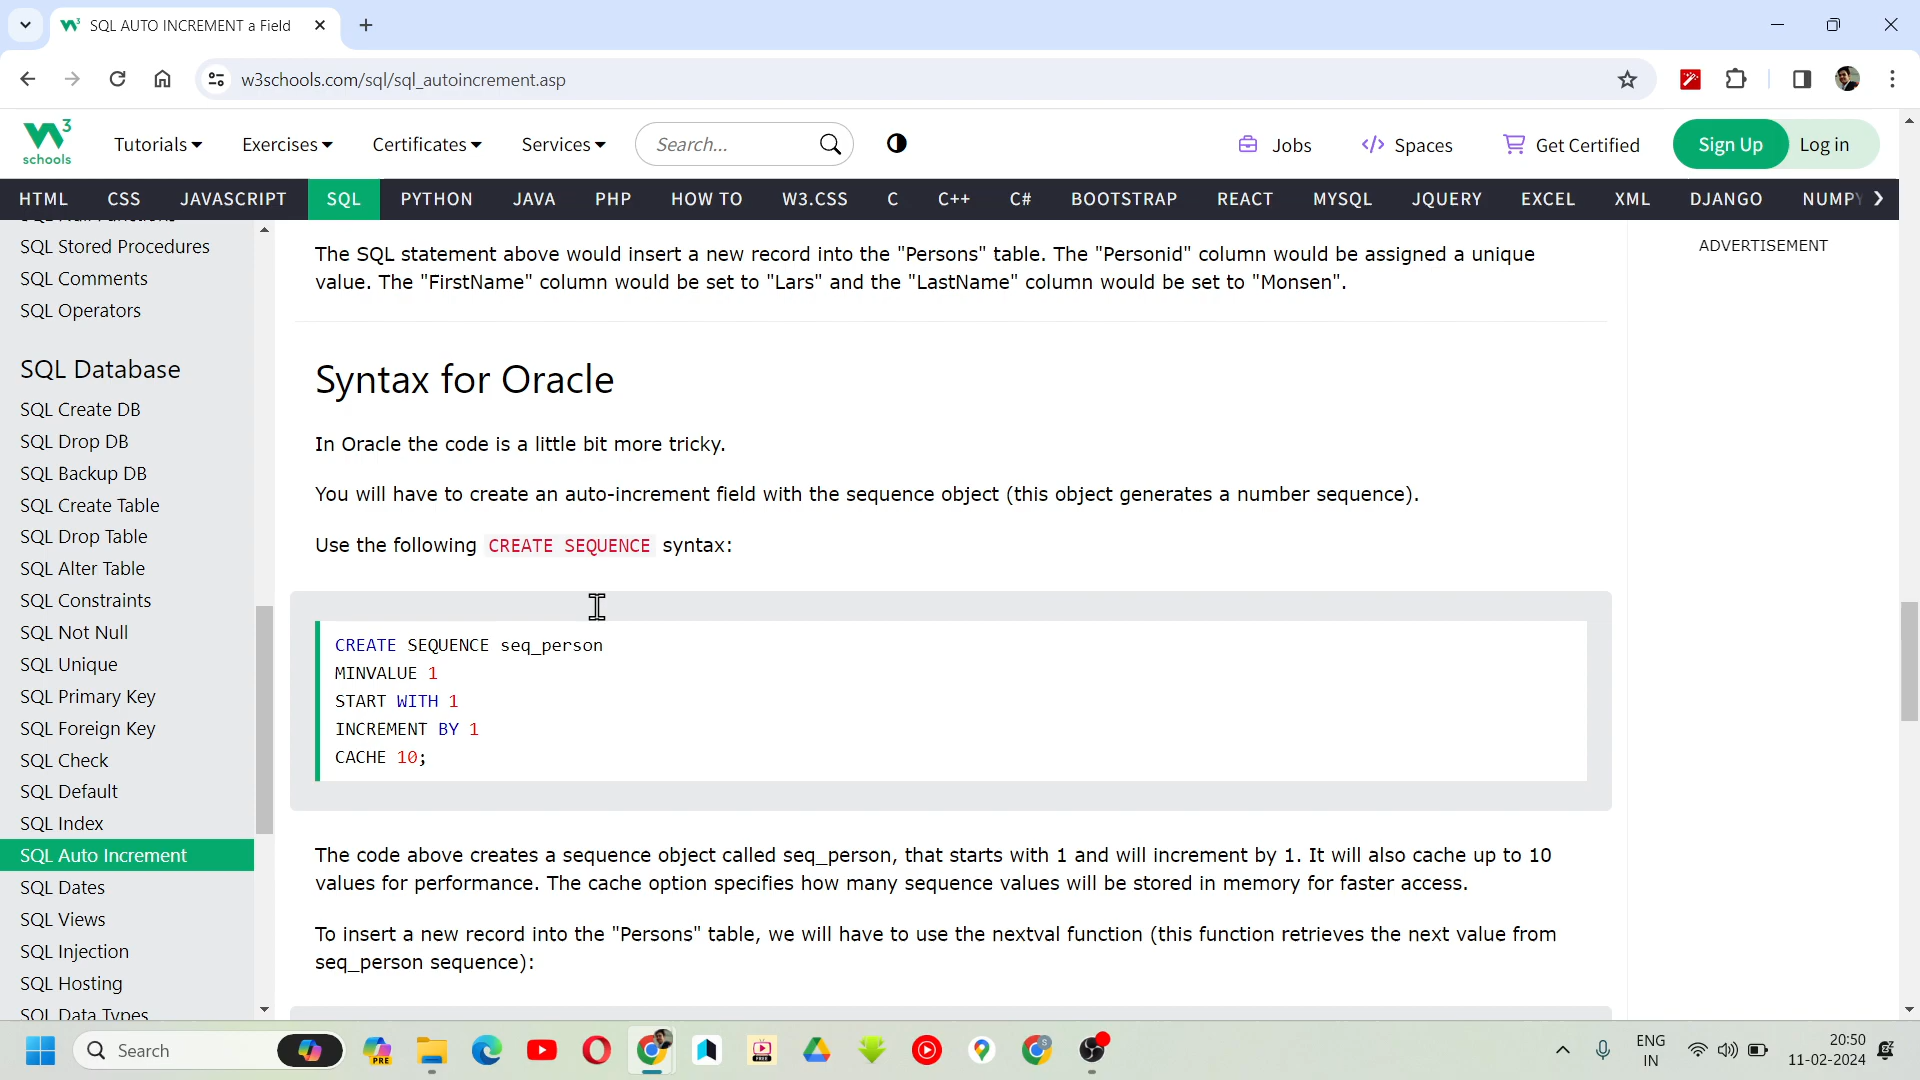 SQL AUTO INCREMENT a Field
w3schools.com/sql/sql_autoincrement.asp
W3 schools
Tutorials
Exercises
Certificates
Services
Search...
Jobs
Spaces
Get Certified
Sign Up
Log in
HTML CSS JAVASCRIPT SQL PYTHON JAVA PHP HOW TO W3.CSS C C++ C# BOOTSTRAP REACT MYSQL JQUERY EXCEL XML DJANGO NUMPY
SQL Stored Procedures
SQL Comments
SQL Operators
SQL Database
SQL Create DB
SQL Drop DB
SQL Backup DB
SQL Create Table
SQL Drop Table
SQL Alter Table
SQL Constraints
SQL Not Null
SQL Unique
SQL Primary Key
SQL Foreign Key
SQL Check
SQL Default
SQL Index
SQL Auto Increment
SQL Dates
SQL Views
SQL Injection
SQL Hosting
SQL Data Types
The SQL statement above would insert a new record into the "Persons" table. The "Personid" column would be assigned a unique
value. The "FirstName" column would be set to "Lars" and the "LastName" column would be set to "Monsen".
Syntax for Oracle
In Oracle the code is a little bit more tricky.
You will have to create an auto-increment field with the sequence object (this object generates a number sequence).
Use the following CREATE SEQUENCE syntax:
CREATE SEQUENCE seq_person
MINVALUE 1
START WITH 1
INCREMENT BY 1
CACHE 10;
The code above creates a sequence object called seq_person, that starts with 1 and will increment by 1. It will also cache up to 10
values for performance. The cache option specifies how many sequence values will be stored in memory for faster access.
To insert a new record into the "Persons" table, we will have to use the nextval function (this function retrieves the next value from
seq_person sequence):
ADVERTISEMENT
Search
PRE
FREE
S
ENG
IN
20:50
11-02-2024